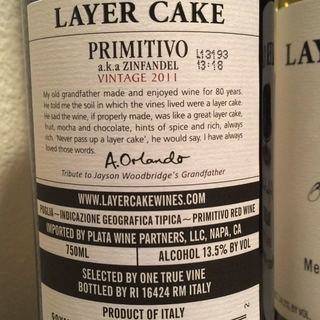 LAYER CAKE
PRIMITIVO
a.k.a ZINFANDEL
VINTAGE 2011
L13193
13:18
My old grandfather made and enjoyed wine for 80 years.
He told me the soil in which the vines lived were a layer cake.
He said the wine, if properly made, was like a great layer cake,
fruit, mocha and chocolate, hints of spice and rich, always
rich. 'Never pass up a layer cake', he would say. I have always
loved those words.
A. Orlando
Tribute to Jayson Woodbridge's Grandfather
WWW.LAYERCAKEWINES.COM
PUGLIA~INDICAZIONE GEOGRAFICA TIPICA~PRIMITIVO RED WINE
IMPORTED BY PLATA WINE PARTNERS, LLC, NAPA, CA
750ML ALCOHOL 13.5% BY VOL
SELECTED BY ONE TRUE VINE
BOTTLED BY RI 16424 RM ITALY
PRODUCT OF ITALY
LAYE
Me